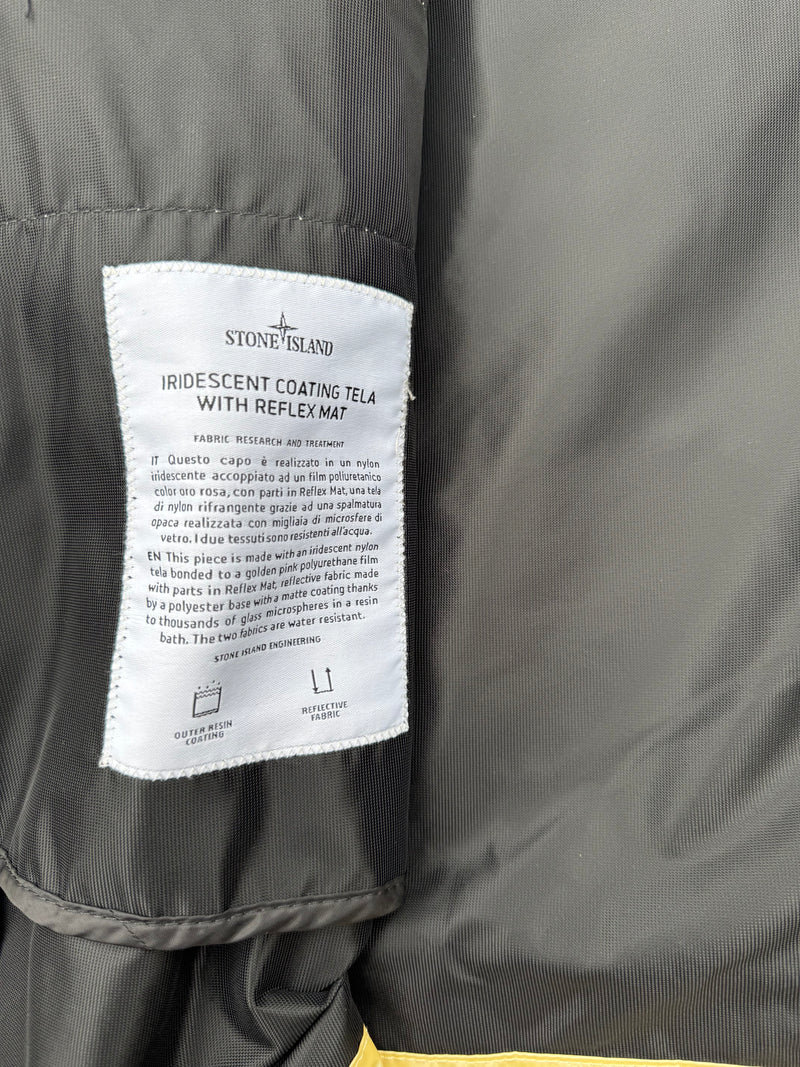 STONE ISLAND
IRIDESCENT COATING TELA
WITH REFLEX MAT
FABRIC RESEARCH AND TREATMENT
IT Questo capo è realizzato in un nylon
iridescente accoppiato ad un film poliuretanico
color oro rosa, con parti in Reflex Mat, una tela
di nylon rifrangente grazie ad una spalmatura
opaca realizzata con migliaia di microsfere di
vetro. I due tessuti sono resistenti all'acqua.
EN This piece is made with an iridescent nylon
tela bonded to a golden pink polyurethane film
with parts in Reflex Mat, reflective fabric made
by a polyester base with a matte coating thanks
to thousands of glass microspheres in a resin
bath. The two fabrics are water resistant.
STONE ISLAND ENGINEERING
OUTER RESIN
COATING
REFLECTIVE
FABRIC